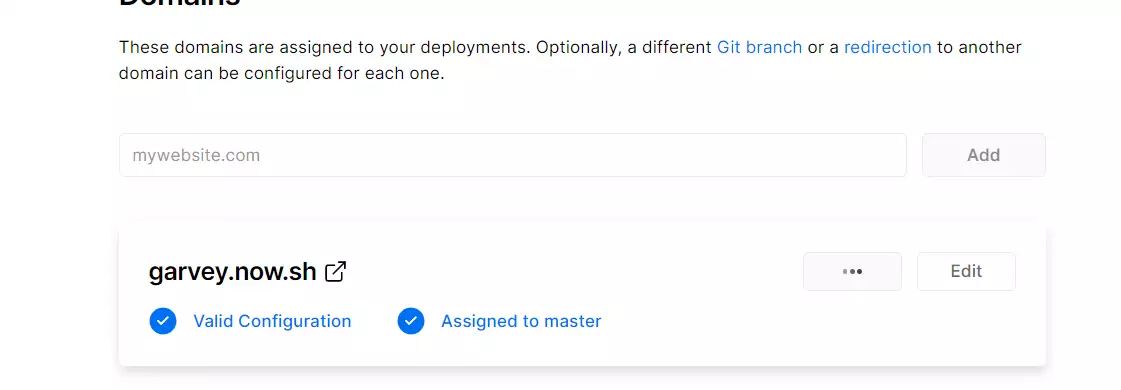 Domains
These domains are assigned to your deployments. Optionally, a different Git branch or a redirection to another
domain can be configured for each one.
mywebsite.com
Add
garvey.now.sh
Edit
Valid Configuration
Assigned to master